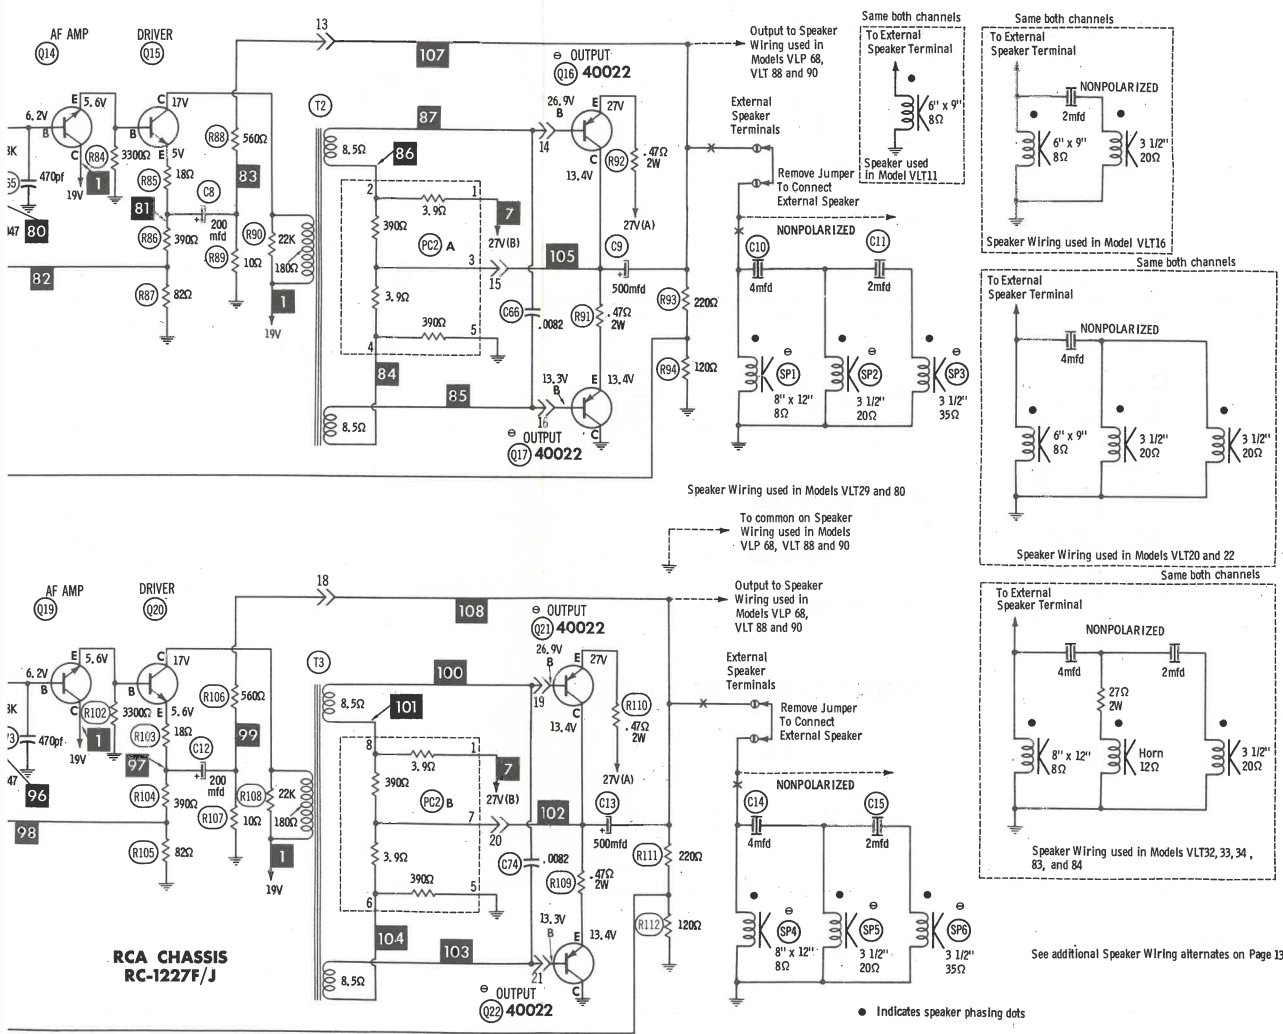 AF AMP
Q14
DRIVER
Q15
13
107
OUTPUT
Q16 40022
Output to Speaker
Wiring used in
Models VLP 68,
VLT 88 and 90
6.2V
B
5.6V
E
C
17V
C
B
E
5V
R84
3300Ω
R85
18Ω
C8
200
mfd
R86
390Ω
R87
82Ω
R88
560Ω
83
R89
10Ω
R90
22K
180Ω
1
19V
3K
470pf
19V
1
81
80
82
47
T2
8.5Ω
87
86
2
1
3.9Ω
7
27V(B)
390Ω
PC2 A
3
15
105
3.9Ω
390Ω
5
4
84
85
8.5Ω
26.9V
B
14
E
27V
C
13.4V
R92
.47Ω
2W
27V(A)
C9
500mfd
C66
.0082
R91
.47Ω
2W
13.3V
B
16
E
13.4V
C
OUTPUT
Q17 40022
R93
220Ω
R94
120Ω
External
Speaker
Terminals
Remove Jumper
To Connect
External Speaker
NONPOLARIZED
C10
4mfd
C11
2mfd
SP1
8" x 12"
8Ω
SP2
3 1/2"
20Ω
SP3
3 1/2"
35Ω
Speaker Wiring used in Models VLT29 and 80
To common on Speaker
Wiring used in Models
VLP 68, VLT 88 and 90
Same both channels
To External
Speaker Terminal
6" x 9"
8Ω
Speaker used
in Model VLT11
Same both channels
To External
Speaker Terminal
NONPOLARIZED
2mfd
6" x 9"
8Ω
3 1/2"
20Ω
Speaker Wiring used in Model VLT16
Same both channels
To External
Speaker Terminal
NONPOLARIZED
4mfd
6" x 9"
8Ω
3 1/2"
20Ω
3 1/2"
20Ω
Speaker Wiring used in Models VLT20 and 22
Same both channels
To External
Speaker Terminal
NONPOLARIZED
4mfd
2mfd
27Ω
2W
8" x 12"
8Ω
Horn
12Ω
3 1/2"
20Ω
Speaker Wiring used in Models VLT32, 33, 34,
83, and 84
AF AMP
Q19
DRIVER
Q20
18
108
OUTPUT
Q21 40022
Output to Speaker
Wiring used in
Models VLP 68,
VLT 88 and 90
6.2V
B
5.6V
E
C
17V
C
B
E
5.6V
R102
3300Ω
R103
18Ω
C12
200
mfd
R104
390Ω
R105
82Ω
R106
560Ω
99
R107
10Ω
R108
22K
180Ω
1
19V
3K
470pf
19V
1
97
96
98
47
T3
8.5Ω
100
101
8
1
3.9Ω
7
27V(B)
390Ω
PC2 B
7
20
102
3.9Ω
390Ω
5
6
104
103
8.5Ω
26.9V
B
19
E
27V
C
13.4V
R110
.47Ω
2W
27V(A)
C13
500mfd
C74
.0082
R109
.47Ω
2W
13.3V
B
21
E
13.4V
C
OUTPUT
Q22 40022
R111
220Ω
R112
120Ω
External
Speaker
Terminals
Remove Jumper
To Connect
External Speaker
NONPOLARIZED
C14
4mfd
C15
2mfd
SP4
8" x 12"
8Ω
SP5
3 1/2"
20Ω
SP6
3 1/2"
35Ω
RCA CHASSIS
RC-1227F/J
See additional Speaker Wiring alternates on Page 13
● Indicates speaker phasing dots